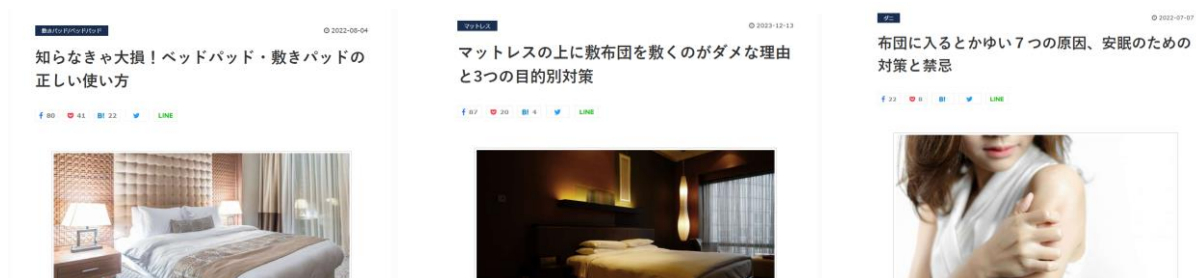 敷きパッド/ベッドパッド
2022-08-04
知らなきゃ大損！ベッドパッド・敷きパッドの
正しい使い方
80 41 B! 22 LINE
マットレス
2023-12-13
マットレスの上に敷布団を敷くのがダメな理由
と3つの目的別対策
87 20 B! 4 LINE
ダニ
2022-07-07
布団に入るとかゆい７つの原因、安眠のための
対策と禁忌
22 8 B! LINE